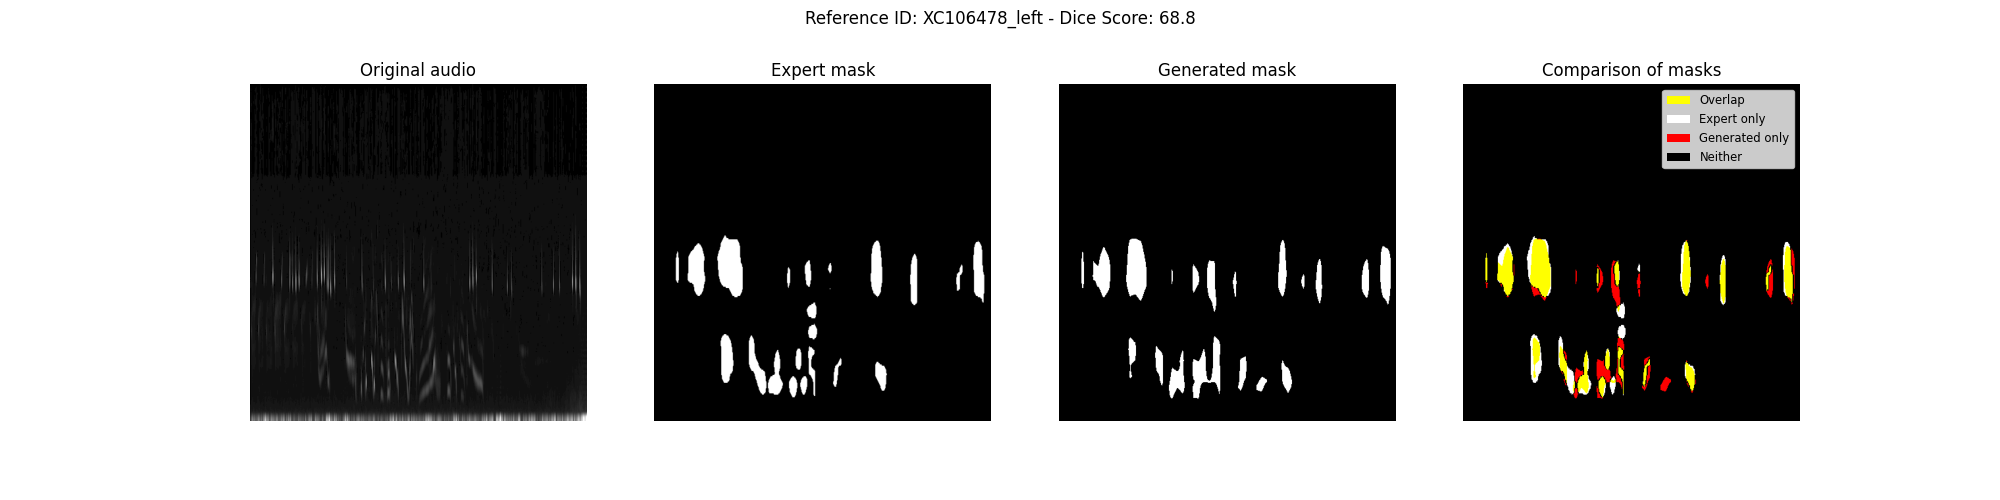 Reference ID: XC106478_left - Dice Score: 68.8
Original audio
Expert mask
Generated mask
Comparison of masks
Overlap
Expert only
Generated only
Neither